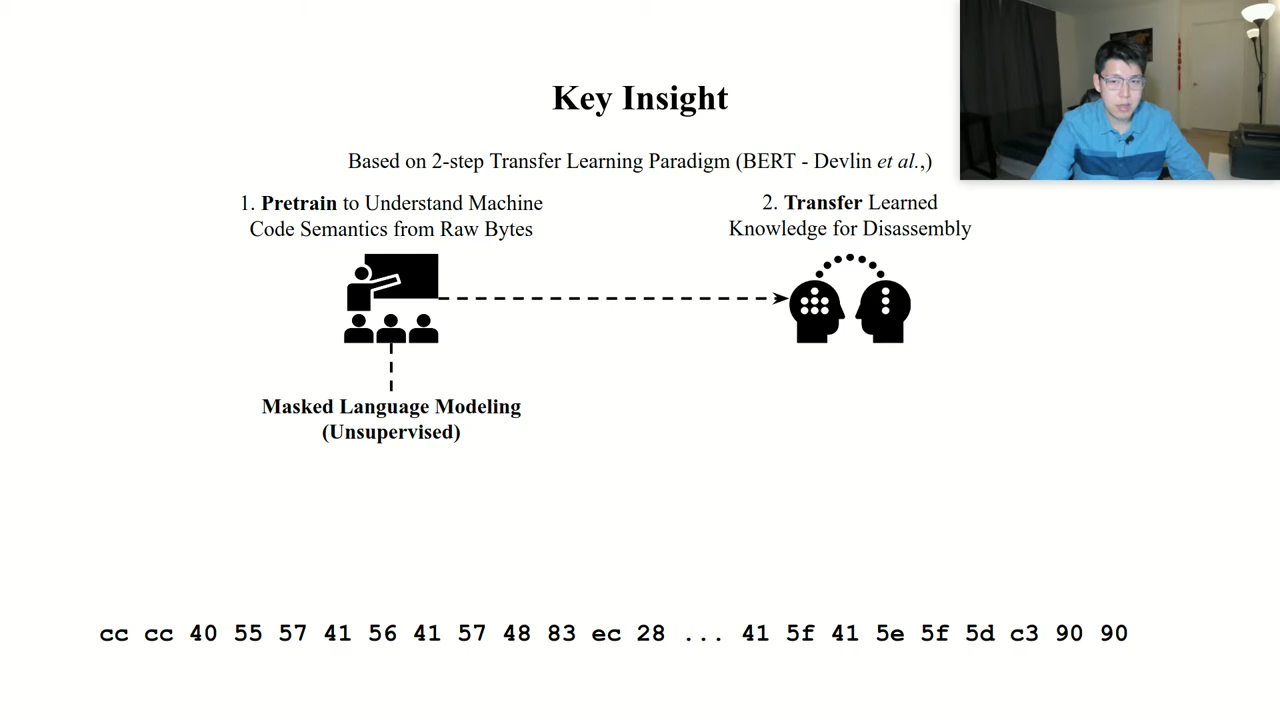 Key Insight
Based on 2-step Transfer Learning Paradigm (BERT - Devlin et al.,)
1. Pretrain to Understand Machine
Code Semantics from Raw Bytes
2. Transfer Learned
Knowledge for Disassembly
Masked Language Modeling
(Unsupervised)
cc cc 40 55 57 41 56 41 57 48 83 ec 28 ... 41 5f 41 5e 5f 5d c3 90 90